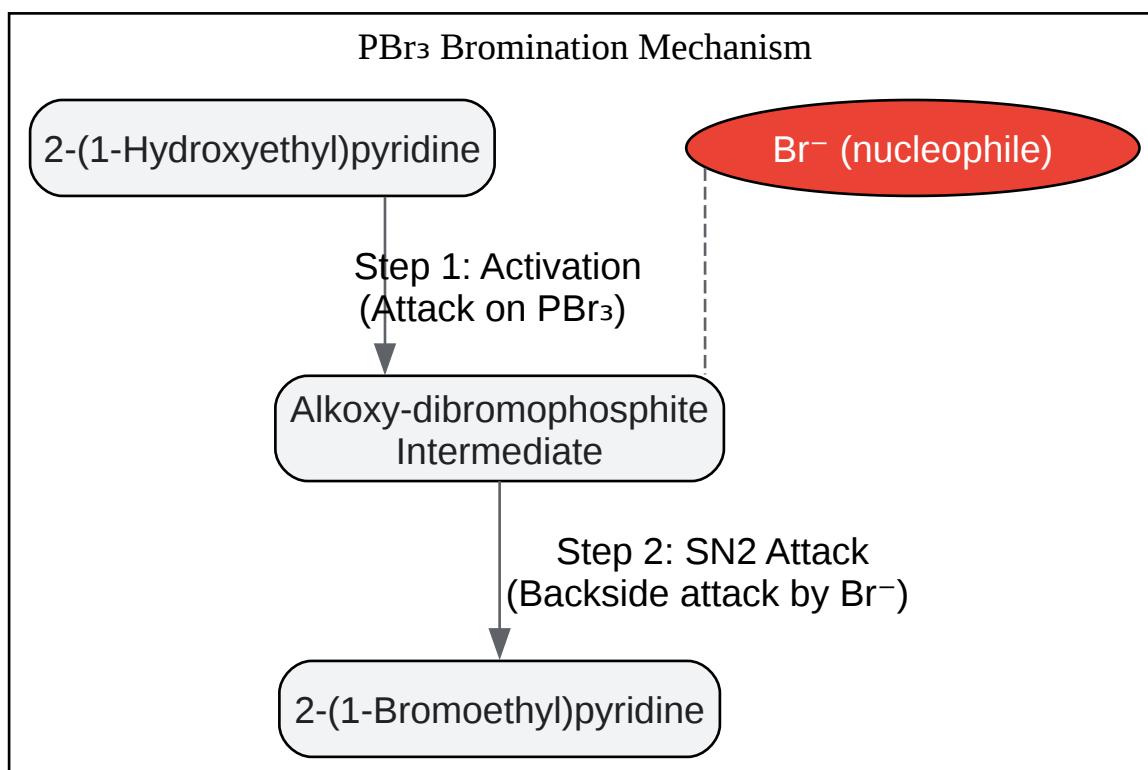 PBr₃ Bromination Mechanism
2-(1-Hydroxyethyl)pyridine
Br⁻ (nucleophile)
Step 1: Activation
(Attack on PBr₃)
Alkoxy-dibromophosphite
Intermediate
Step 2: SN2 Attack
(Backside attack by Br⁻)
2-(1-Bromoethyl)pyridine